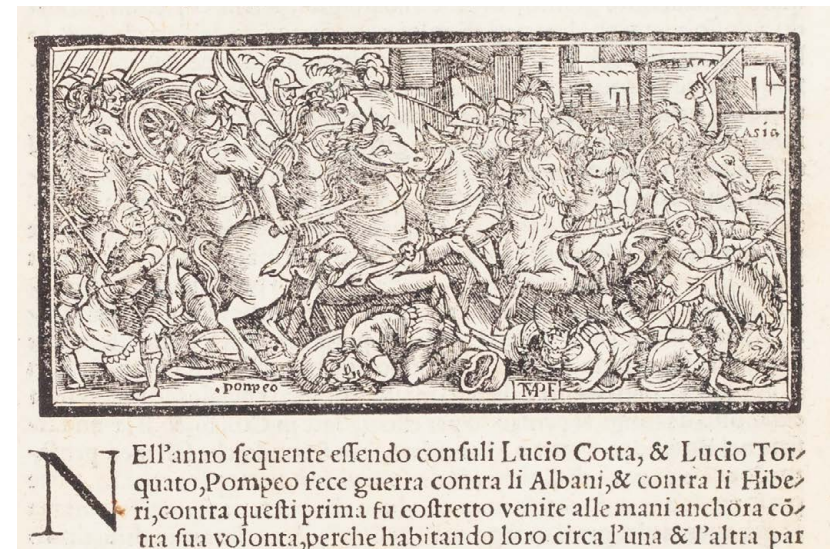 Asia
.pompeo
MPF
NEll'anno ſequente eſſendo conſuli Lucio Cotta, & Lucio Tor-
quato,Pompeo fece guerra contra li Albani,& contra li Hibe-
ri,contra queſti prima fu coſtretto venire alle mani anchora cõ-
tra ſua volonta,perche habitando loro circa l'una & l'altra par